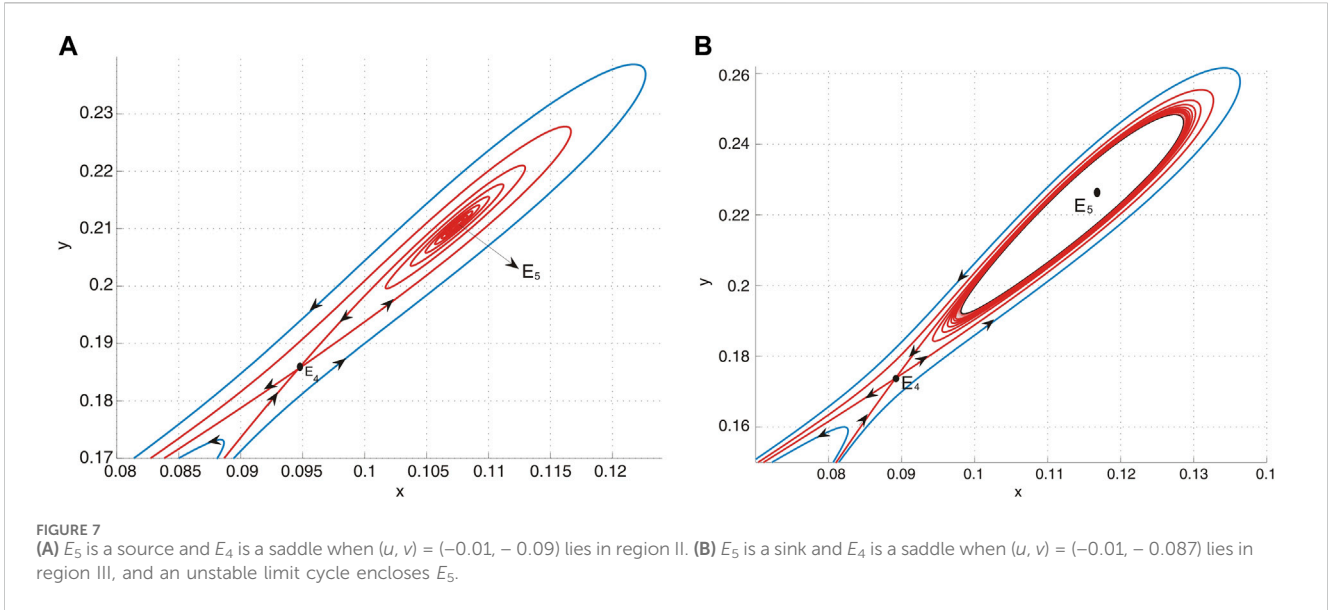 A
B
0.23
0.22
0.21
0.2
0.19
0.18
0.17
y
0.08 0.085 0.09 0.095 0.1 0.105 0.11 0.115 0.12
x
E5
E4
0.26
0.24
0.22
0.2
0.18
0.16
y
0.08 0.09 0.1 0.11 0.12 0.13 0.1
x
E5
E4
FIGURE 7
(A) E5 is a source and E4 is a saddle when (u, v) = (−0.01, − 0.09) lies in region II. (B) E5 is a sink and E4 is a saddle when (u, v) = (−0.01, − 0.087) lies in
region III, and an unstable limit cycle encloses E5.